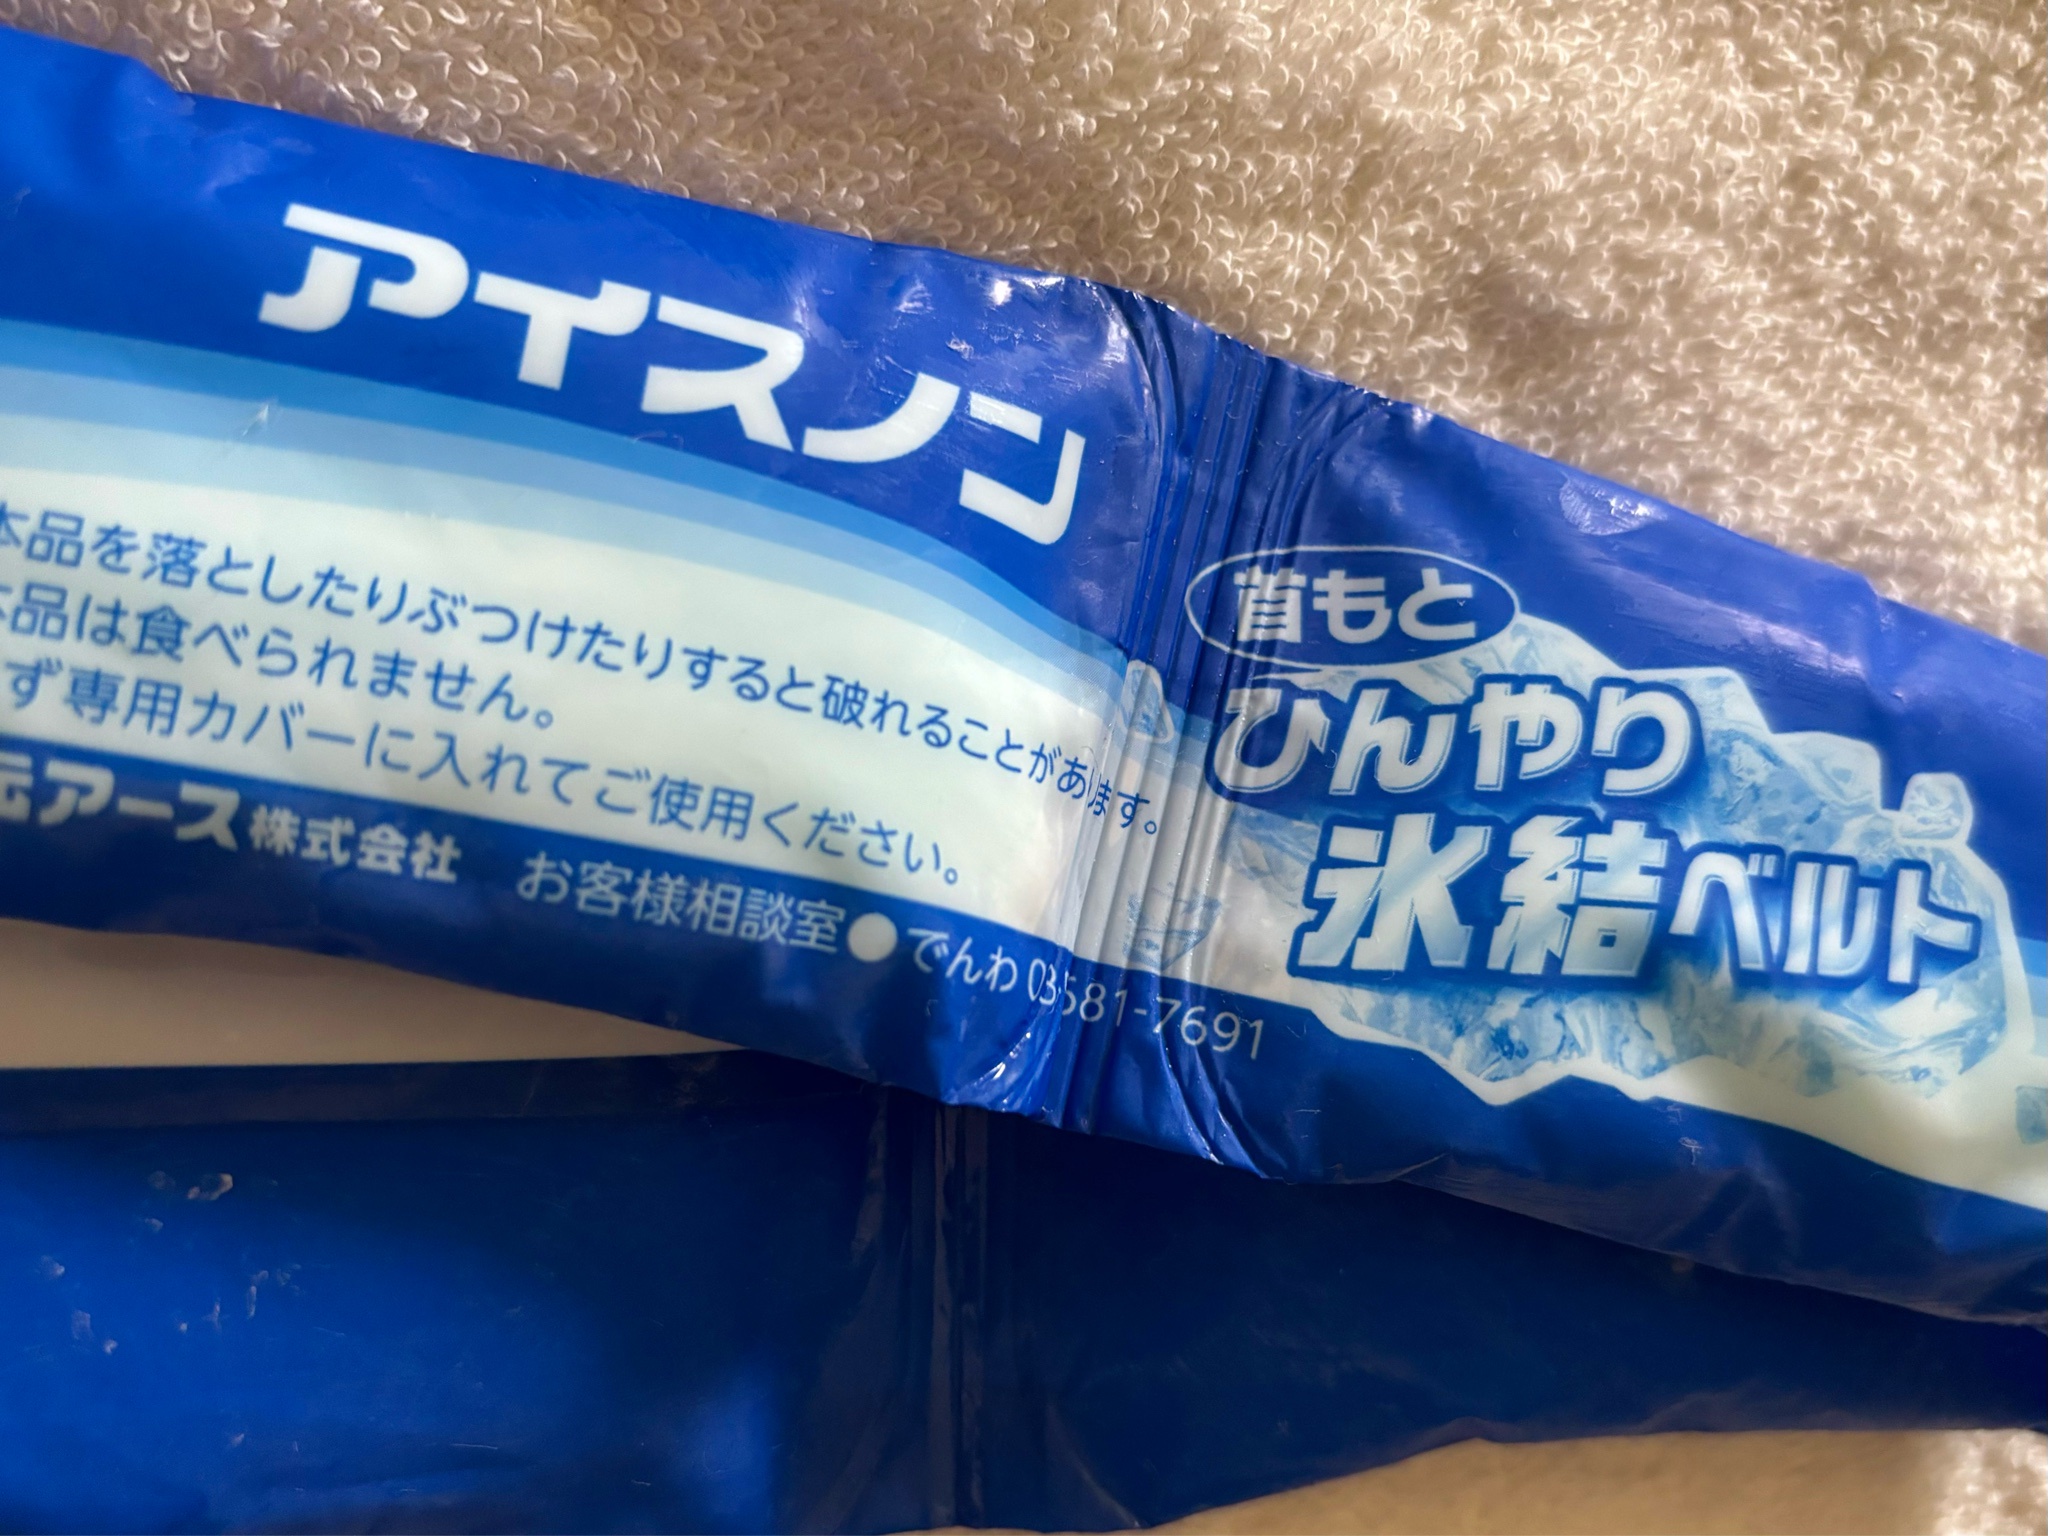 アイスノン
本品を落としたりぶつけたりすると破れることがあります。
本品は食べられません。
ず専用カバーに入れてご使用ください。
アース株式会社 お客様相談室●でんわ
581-7691
首もと
ひんやり
氷結ベルト